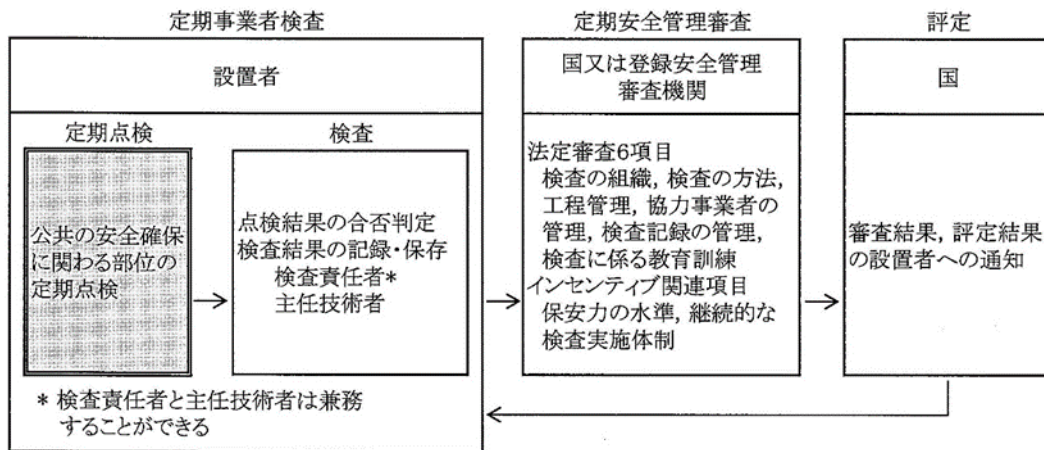 定期事業者検査
設置者
定期点検
公共の安全確保
に関わる部位の
定期点検
検査
点検結果の合否判定
検査結果の記録・保存
検査責任者*
主任技術者
* 検査責任者と主任技術者は兼務
することができる
定期安全管理審査
国又は登録安全管理
審査機関
法定審査6項目
検査の組織, 検査の方法,
工程管理, 協力事業者の
管理, 検査記録の管理,
検査に係る教育訓練
インセンティブ関連項目
保安力の水準, 継続的な
検査実施体制
評定
国
審査結果, 評定結果
の設置者への通知